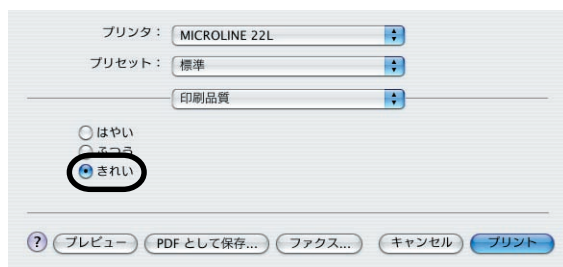 プリンタ： MICROLINE 22L
プリセット： 標準
印刷品質
はやい
ふつう
きれい
? プレビュー PDF として保存... ファクス... キャンセル プリント